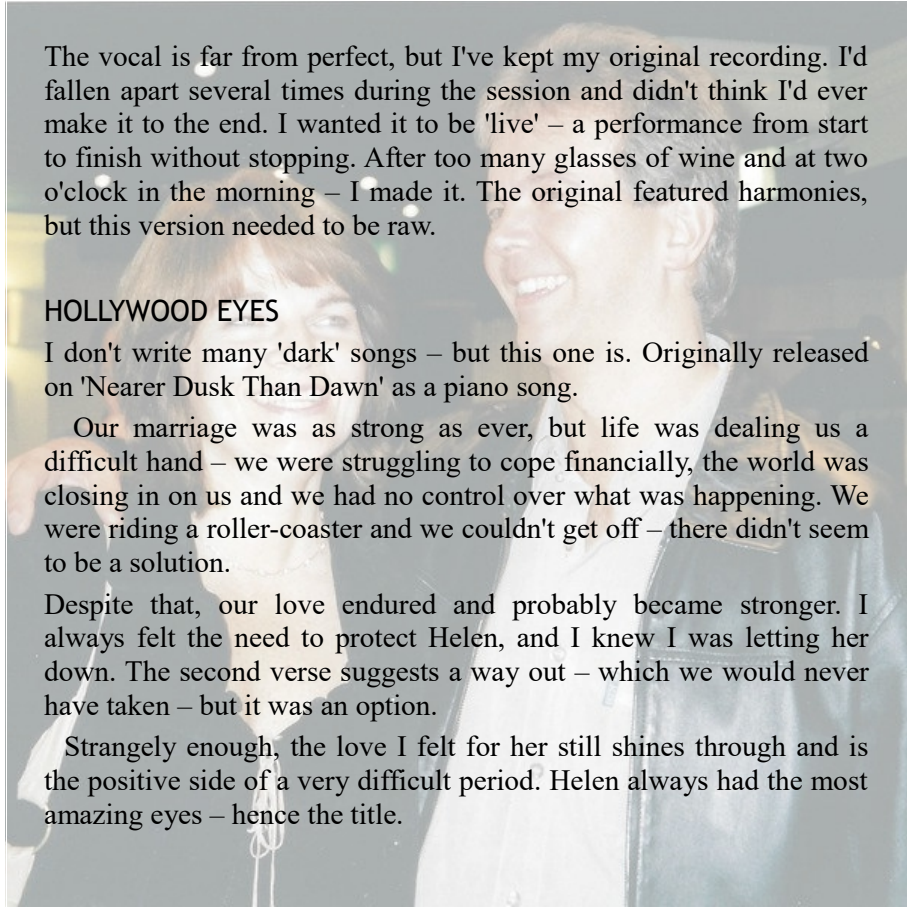 The vocal is far from perfect, but I've kept my original recording. I'd
fallen apart several times during the session and didn't think I'd ever
make it to the end. I wanted it to be 'live' – a performance from start
to finish without stopping. After too many glasses of wine and at two
o'clock in the morning – I made it. The original featured harmonies,
but this version needed to be raw.
HOLLYWOOD EYES
I don't write many 'dark' songs – but this one is. Originally released
on 'Nearer Dusk Than Dawn' as a piano song.
Our marriage was as strong as ever, but life was dealing us a
difficult hand – we were struggling to cope financially, the world was
closing in on us and we had no control over what was happening. We
were riding a roller-coaster and we couldn't get off – there didn't seem
to be a solution.
Despite that, our love endured and probably became stronger. I
always felt the need to protect Helen, and I knew I was letting her
down. The second verse suggests a way out – which we would never
have taken – but it was an option.
Strangely enough, the love I felt for her still shines through and is
the positive side of a very difficult period. Helen always had the most
amazing eyes – hence the title.